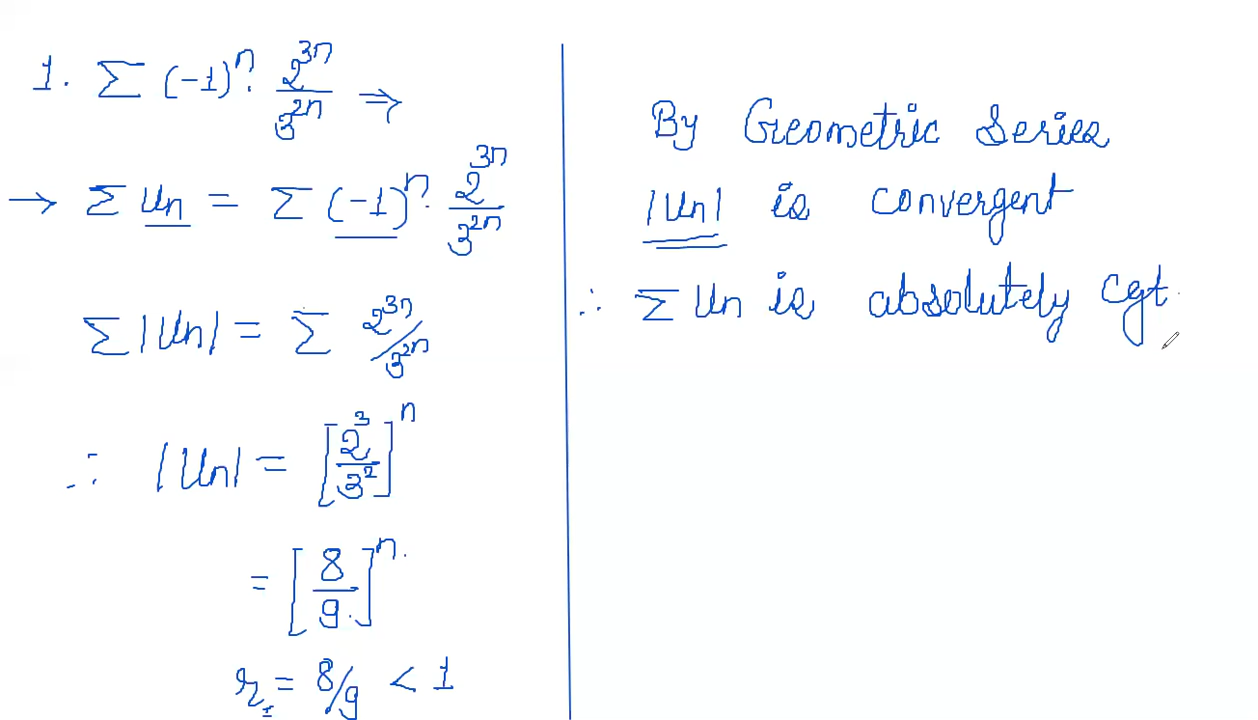 1. ∑ (-1)^n · 2^{3n}/3^{2n} ⇒
→ ∑ Un = ∑ (-1)^n · 2^{3n}/3^{2n}
∑ |Un| = ∑ 2^{3n}/3^{2n}
∴ |Un| = [2^3/3^2]^n
= [8/9]^n.
r = 8/9 < 1
By Geometric Series
|Un| is convergent
∴ ∑ Un is absolutely cgt.